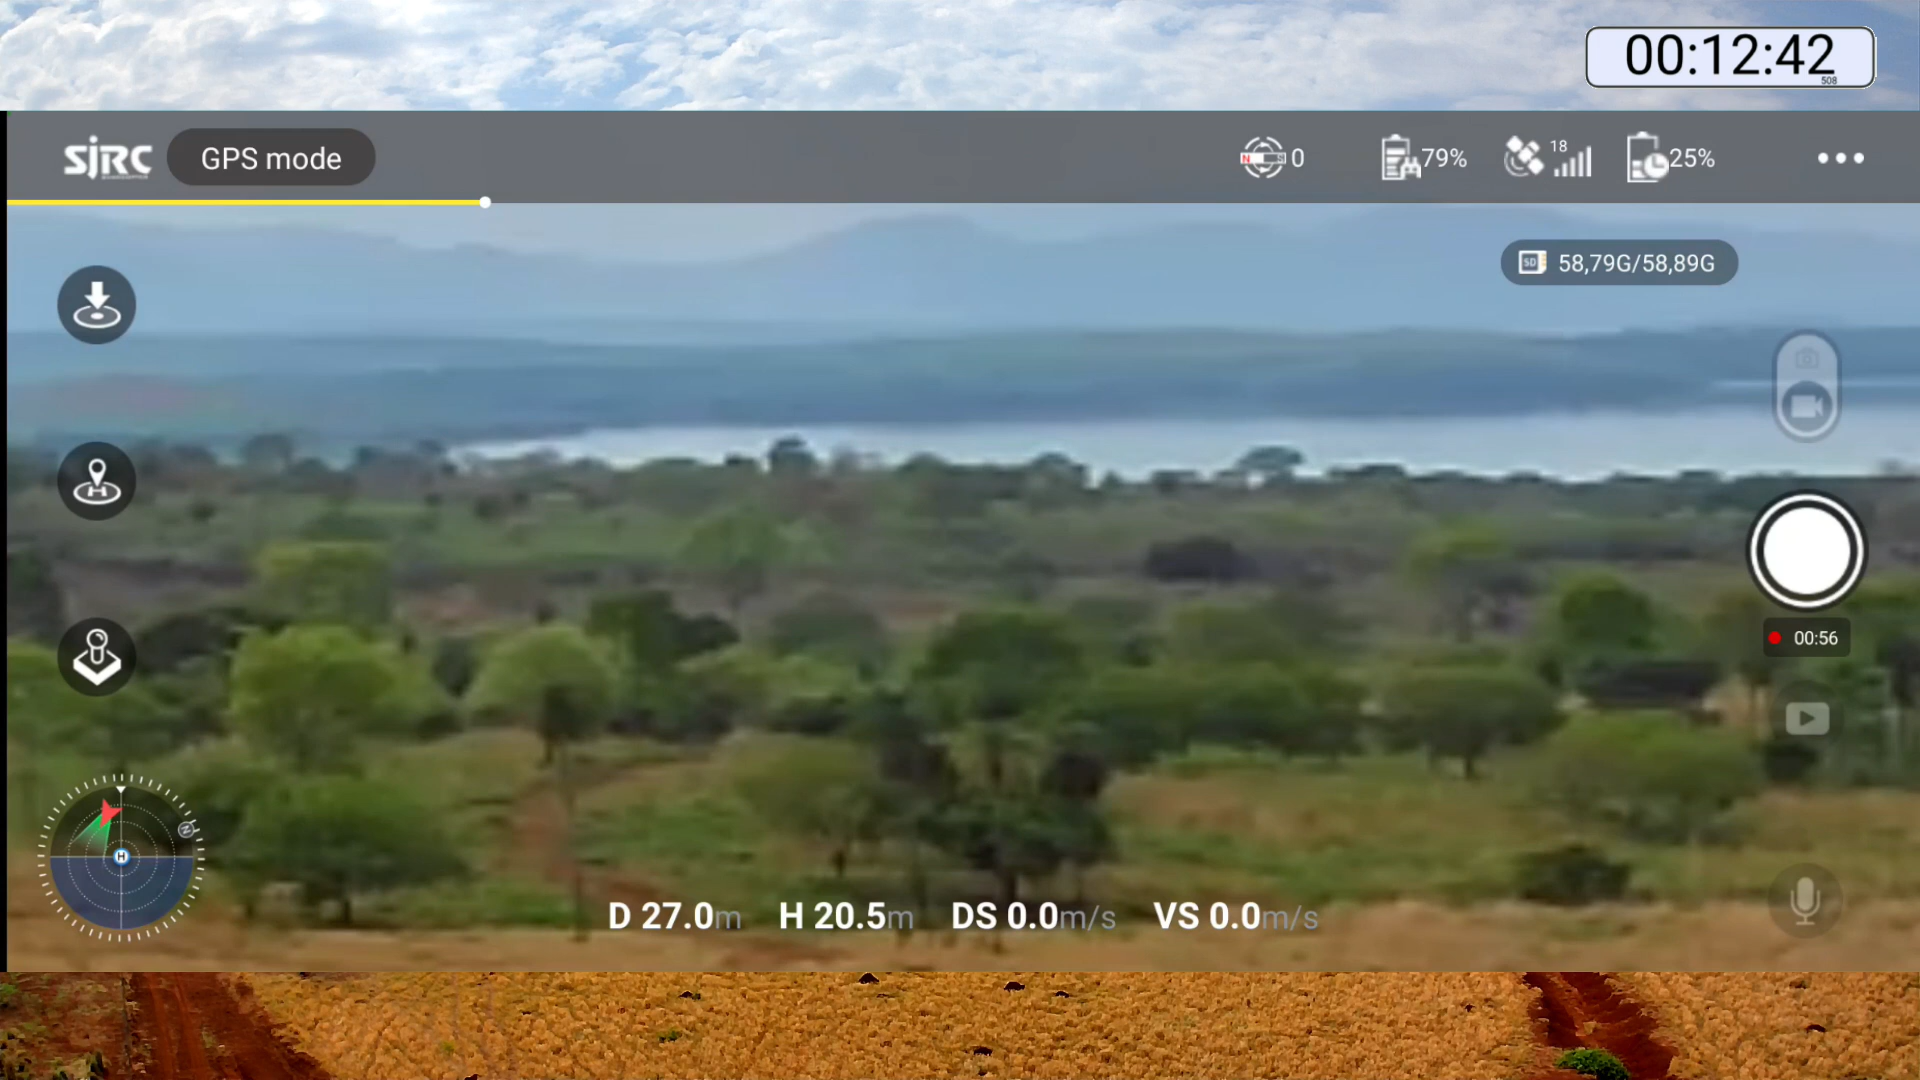 00:12:42
508
SJRC
GPS mode
N S 0
79%
18
25%
SD 58,79G/58,89G
H
00:56
N
H
D 27.0m H 20.5m DS 0.0m/s VS 0.0m/s